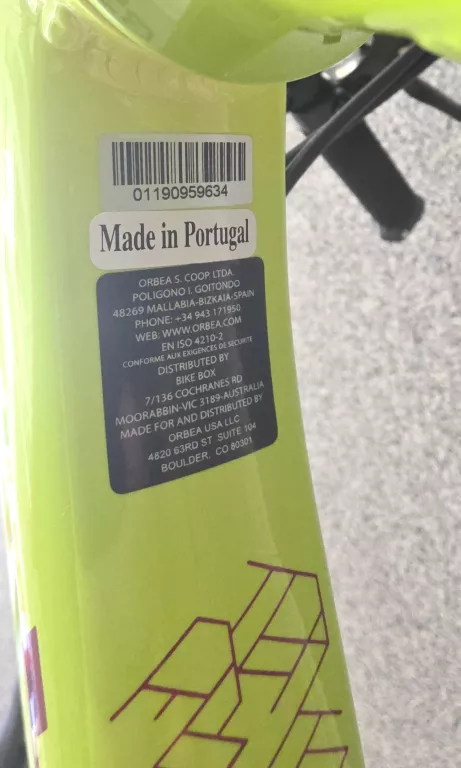 01190959634
Made in Portugal
ORBEA S. COOP LTDA.
POLIGONO I. GOITONDO
48269 MALLABIA-BIZKAIA-SPAIN
PHONE: +34 943 171950
WEB: WWW.ORBEA.COM
EN ISO 4210-2
CONFORME AUX EXIGENCES DE SECURITE
DISTRIBUTED BY
BIKE BOX
7/136 COCHRANES RD
MOORABBIN-VIC 3189-AUSTRALIA
MADE FOR AND DISTRIBUTED BY
ORBEA USA LLC
4820 63RD ST SUITE 104
BOULDER, CO 80301